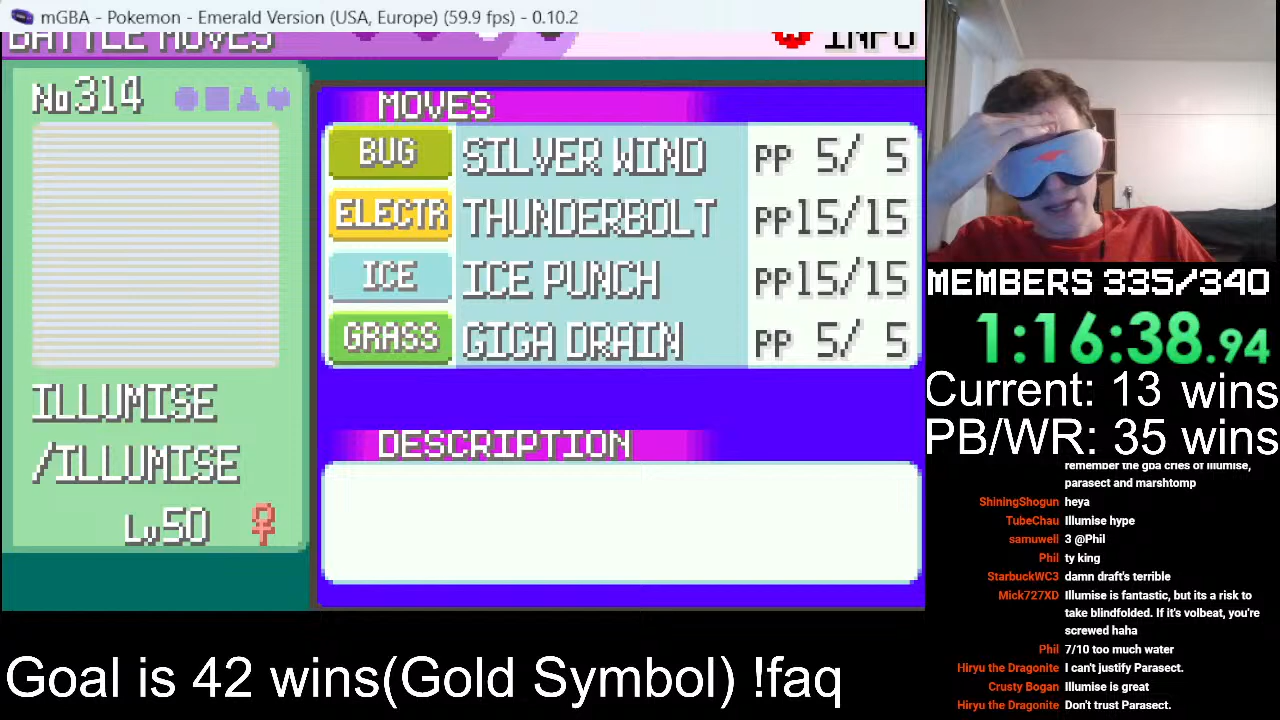 mGBA - Pokemon - Emerald Version (USA, Europe) (59.9 fps) - 0.10.2
BATTLE MOVES
INFO
No314
MOVES
BUG SILVER WIND PP 5/ 5
ELECTR THUNDERBOLT PP15/15
ICE ICE PUNCH PP15/15
GRASS GIGA DRAIN PP 5/ 5
ILLUMISE
/ILLUMISE
Lv50 ♀
DESCRIPTION
MEMBERS 335/340
1:16:38.94
Current: 13 wins
PB/WR: 35 wins
remember the gba cries of illumise,
parasect and marshtomp
ShiningShogun heya
TubeChau Illumise hype
samuwell 3 @Phil
Phil ty king
StarbuckWC3 damn draft's terrible
Mick727XD Illumise is fantastic, but its a risk to
take blindfolded. If it's volbeat, you're
screwed haha
Phil 7/10 too much water
Hiryu the Dragonite I can't justify Parasect.
Crusty Bogan Illumise is great
Hiryu the Dragonite Don't trust Parasect.
Goal is 42 wins(Gold Symbol) !faq